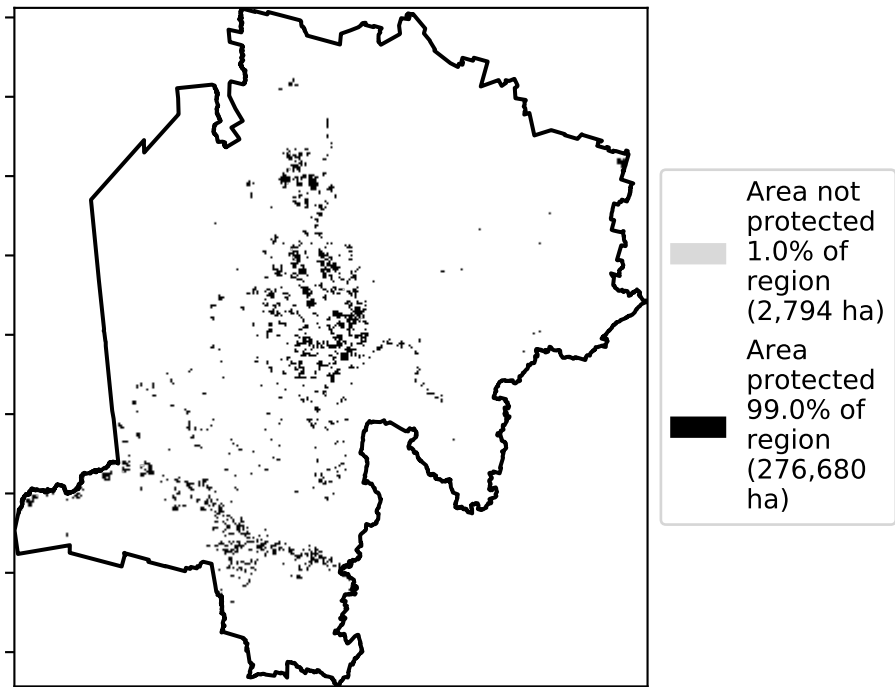 Area not
protected
1.0% of
region
(2,794 ha)
Area
protected
99.0% of
region
(276,680
ha)